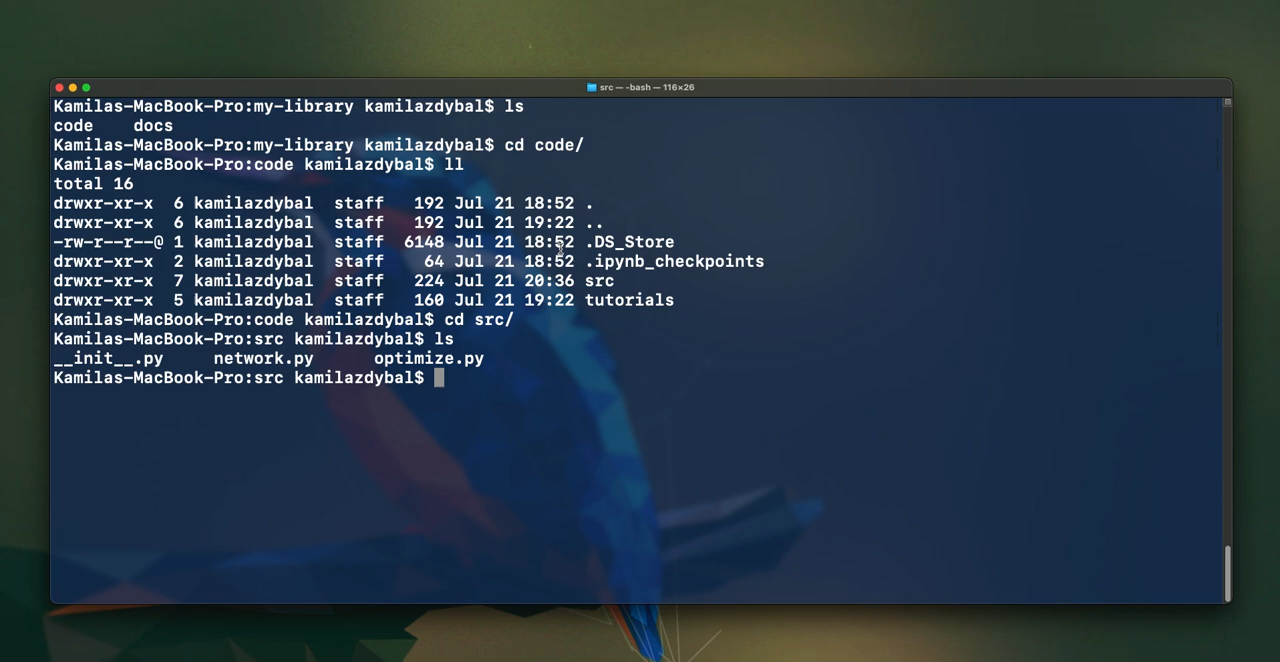 src — -bash — 116×26
Kamilas-MacBook-Pro:my-library kamilazdybal$ ls
code    docs
Kamilas-MacBook-Pro:my-library kamilazdybal$ cd code/
Kamilas-MacBook-Pro:code kamilazdybal$ ll
total 16
drwxr-xr-x  6 kamilazdybal  staff   192 Jul 21 18:52 .
drwxr-xr-x  6 kamilazdybal  staff   192 Jul 21 19:22 ..
-rw-r--r--@ 1 kamilazdybal  staff  6148 Jul 21 18:52 .DS_Store
drwxr-xr-x  2 kamilazdybal  staff    64 Jul 21 18:52 .ipynb_checkpoints
drwxr-xr-x  7 kamilazdybal  staff   224 Jul 21 20:36 src
drwxr-xr-x  5 kamilazdybal  staff   160 Jul 21 19:22 tutorials
Kamilas-MacBook-Pro:code kamilazdybal$ cd src/
Kamilas-MacBook-Pro:src kamilazdybal$ ls
__init__.py     network.py      optimize.py
Kamilas-MacBook-Pro:src kamilazdybal$